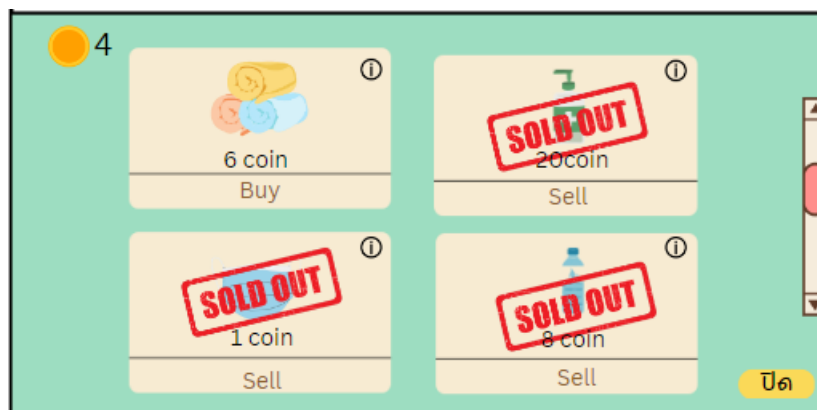 4
6 coin
Buy
SOLD OUT
20coin
Sell
SOLD OUT
1 coin
Sell
SOLD OUT
8 coin
Sell
ปิด